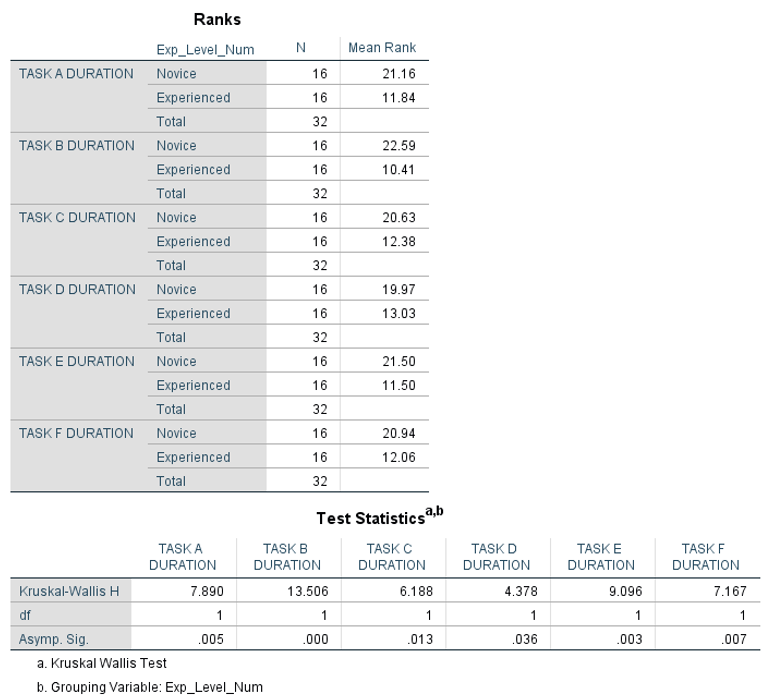 Ranks
Exp_Level_Num N Mean Rank
TASK A DURATION Novice 16 21.16
Experienced 16 11.84
Total 32
TASK B DURATION Novice 16 22.59
Experienced 16 10.41
Total 32
TASK C DURATION Novice 16 20.63
Experienced 16 12.38
Total 32
TASK D DURATION Novice 16 19.97
Experienced 16 13.03
Total 32
TASK E DURATION Novice 16 21.50
Experienced 16 11.50
Total 32
TASK F DURATION Novice 16 20.94
Experienced 16 12.06
Total 32
Test Statistics a,b
TASK A TASK B TASK C TASK D TASK E TASK F
DURATION DURATION DURATION DURATION DURATION DURATION
Kruskal-Wallis H 7.890 13.506 6.188 4.378 9.096 7.167
df 1 1 1 1 1 1
Asymp. Sig. .005 .000 .013 .036 .003 .007
a. Kruskal Wallis Test
b. Grouping Variable: Exp_Level_Num